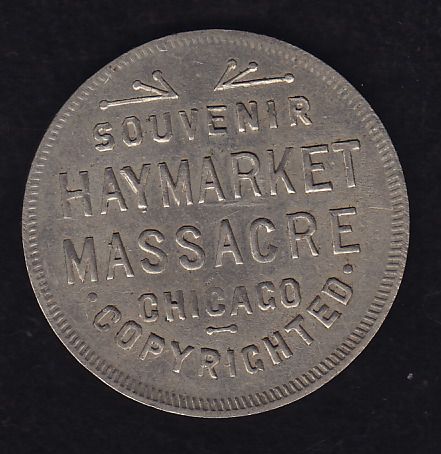 SOUVENIR
HAYMARKET
MASSACRE
CHICAGO
· COPYRIGHTED ·